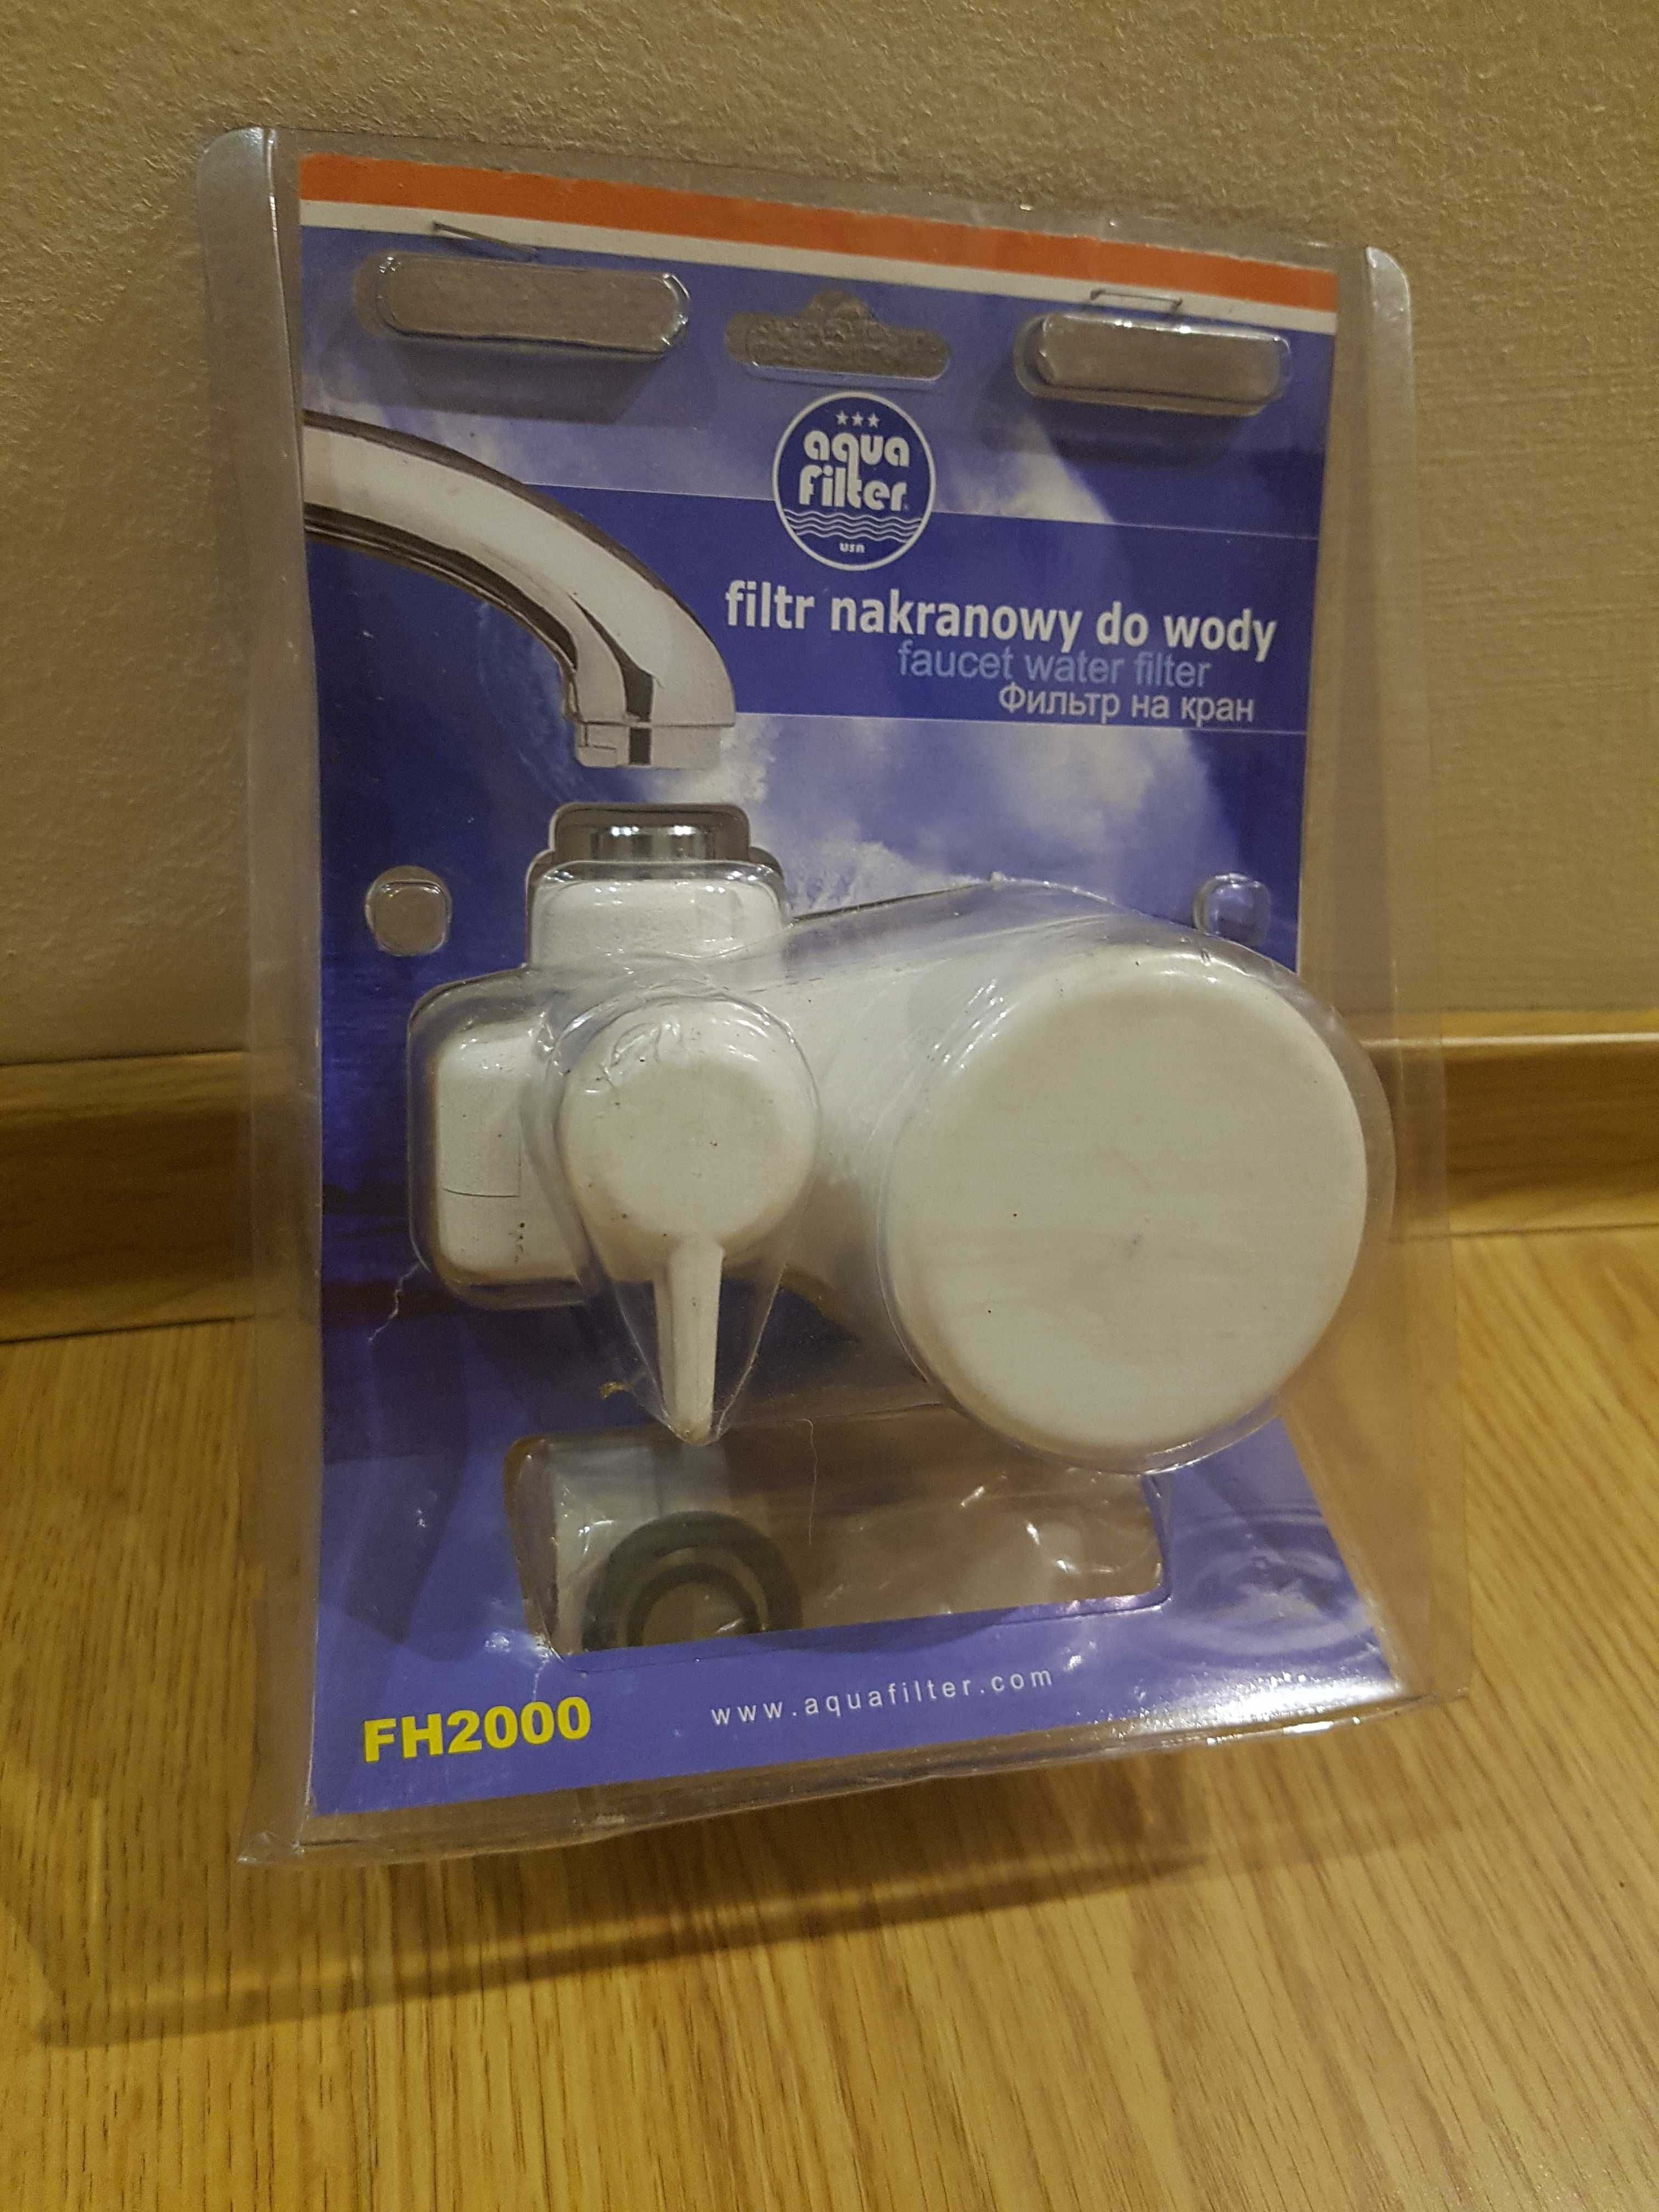 aqua
filter
USA
filtr nakranowy do wody
faucet water filter
Фильтр на кран
FH2000
www.aquafilter.com